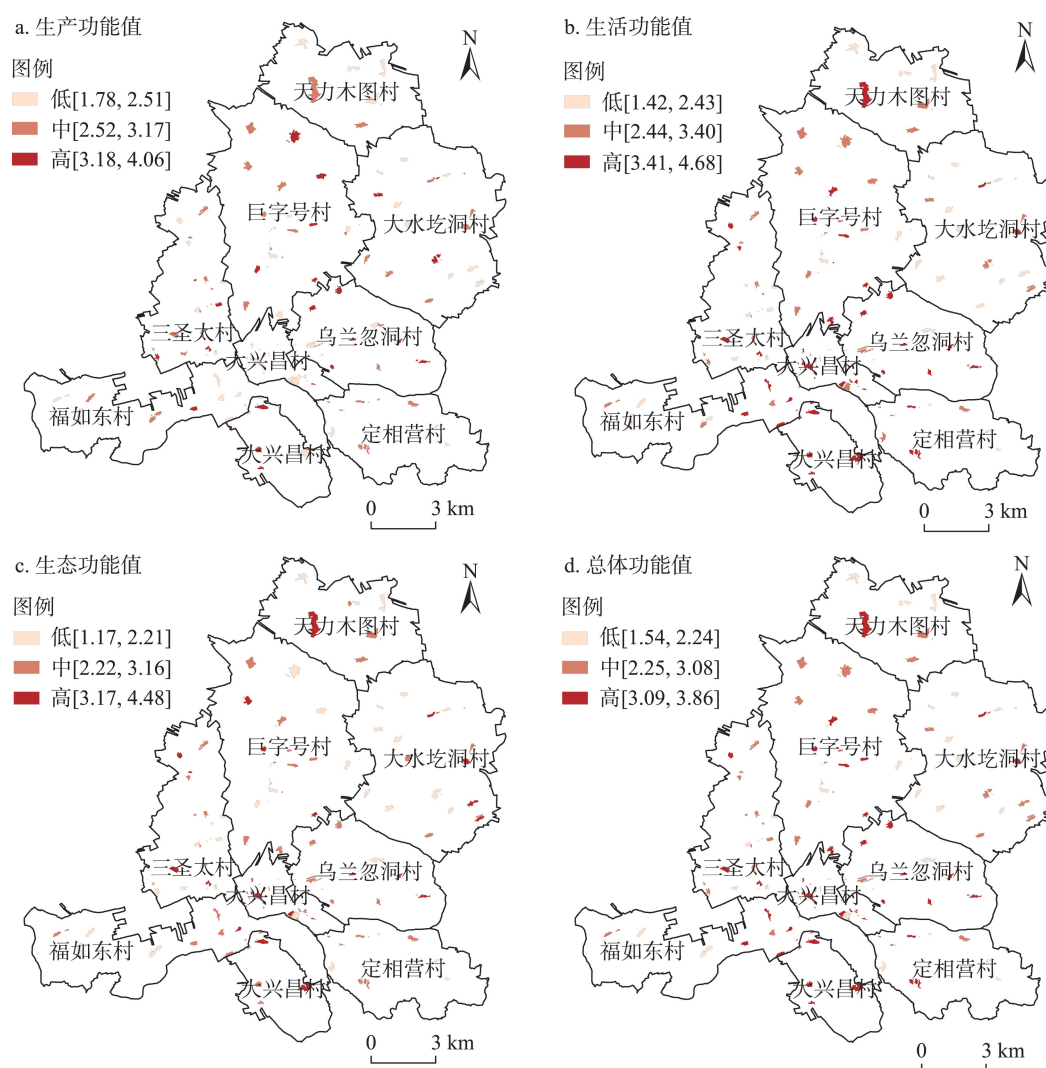 a. 生产功能值
N
图例
低[1.78, 2.51]
中[2.52, 3.17]
高[3.18, 4.06]
天力木图村
巨字号村
大水圪洞村
三圣太村
大兴昌村
乌兰忽洞村
福如东村
大兴昌村
定相营村
0 3 km
b. 生活功能值
N
图例
低[1.42, 2.43]
中[2.44, 3.40]
高[3.41, 4.68]
天力木图村
巨字号村
大水圪洞村
三圣太村
大兴昌村
乌兰忽洞村
福如东村
大兴昌村
定相营村
0 3 km
c. 生态功能值
N
图例
低[1.17, 2.21]
中[2.22, 3.16]
高[3.17, 4.48]
天力木图村
巨字号村
大水圪洞村
三圣太村
大兴昌村
乌兰忽洞村
福如东村
大兴昌村
定相营村
0 3 km
d. 总体功能值
N
图例
低[1.54, 2.24]
中[2.25, 3.08]
高[3.09, 3.86]
天力木图村
巨字号村
大水圪洞村
三圣太村
大兴昌村
乌兰忽洞村
福如东村
大兴昌村
定相营村
0 3 km